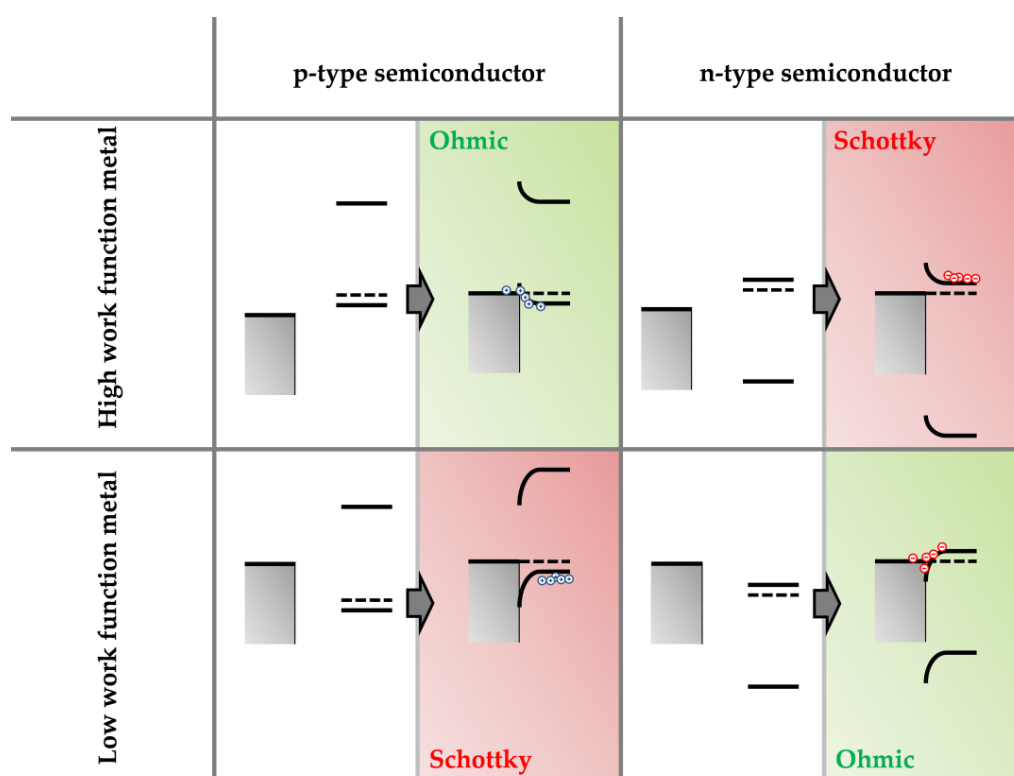 p-type semiconductor
n-type semiconductor
High work function metal
Ohmic
Schottky
Low work function metal
Schottky
Ohmic